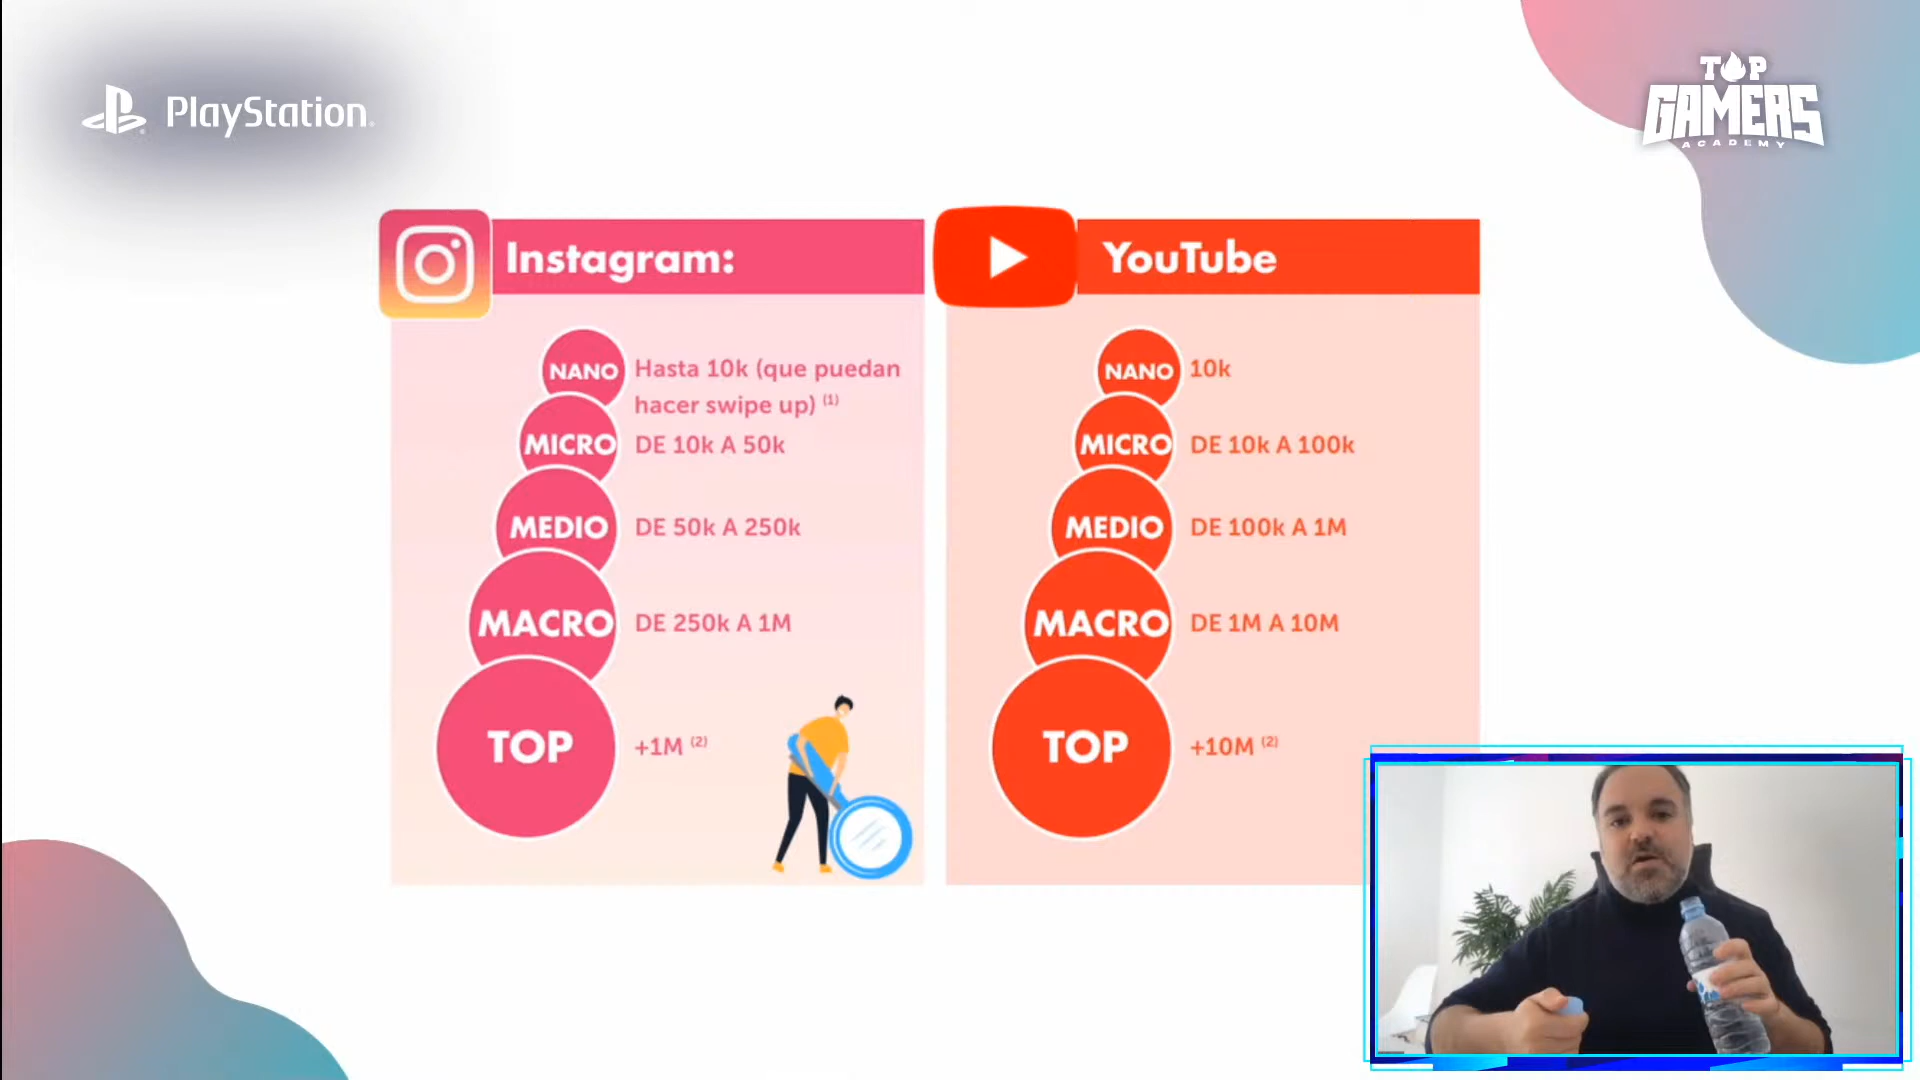 PlayStation
TOP
GAMERS
ACADEMY
Instagram:
NANO
Hasta 10k (que puedan
hacer swipe up) (1)
MICRO
DE 10k A 50k
MEDIO
DE 50k A 250k
MACRO
DE 250k A 1M
TOP
+1M (2)
YouTube
NANO
10k
MICRO
DE 10k A 100k
MEDIO
DE 100k A 1M
MACRO
DE 1M A 10M
TOP
+10M (2)